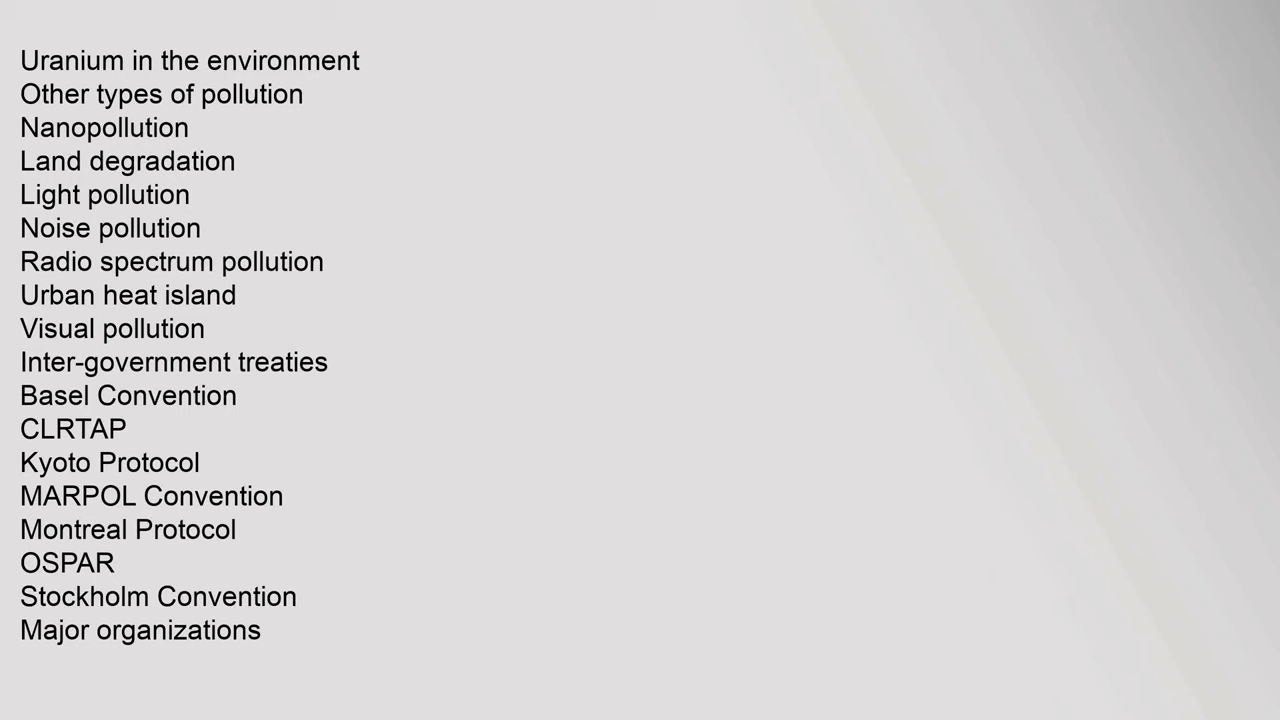 Uranium in the environment
Other types of pollution
Nanopollution
Land degradation
Light pollution
Noise pollution
Radio spectrum pollution
Urban heat island
Visual pollution
Inter-government treaties
Basel Convention
CLRTAP
Kyoto Protocol
MARPOL Convention
Montreal Protocol
OSPAR
Stockholm Convention
Major organizations